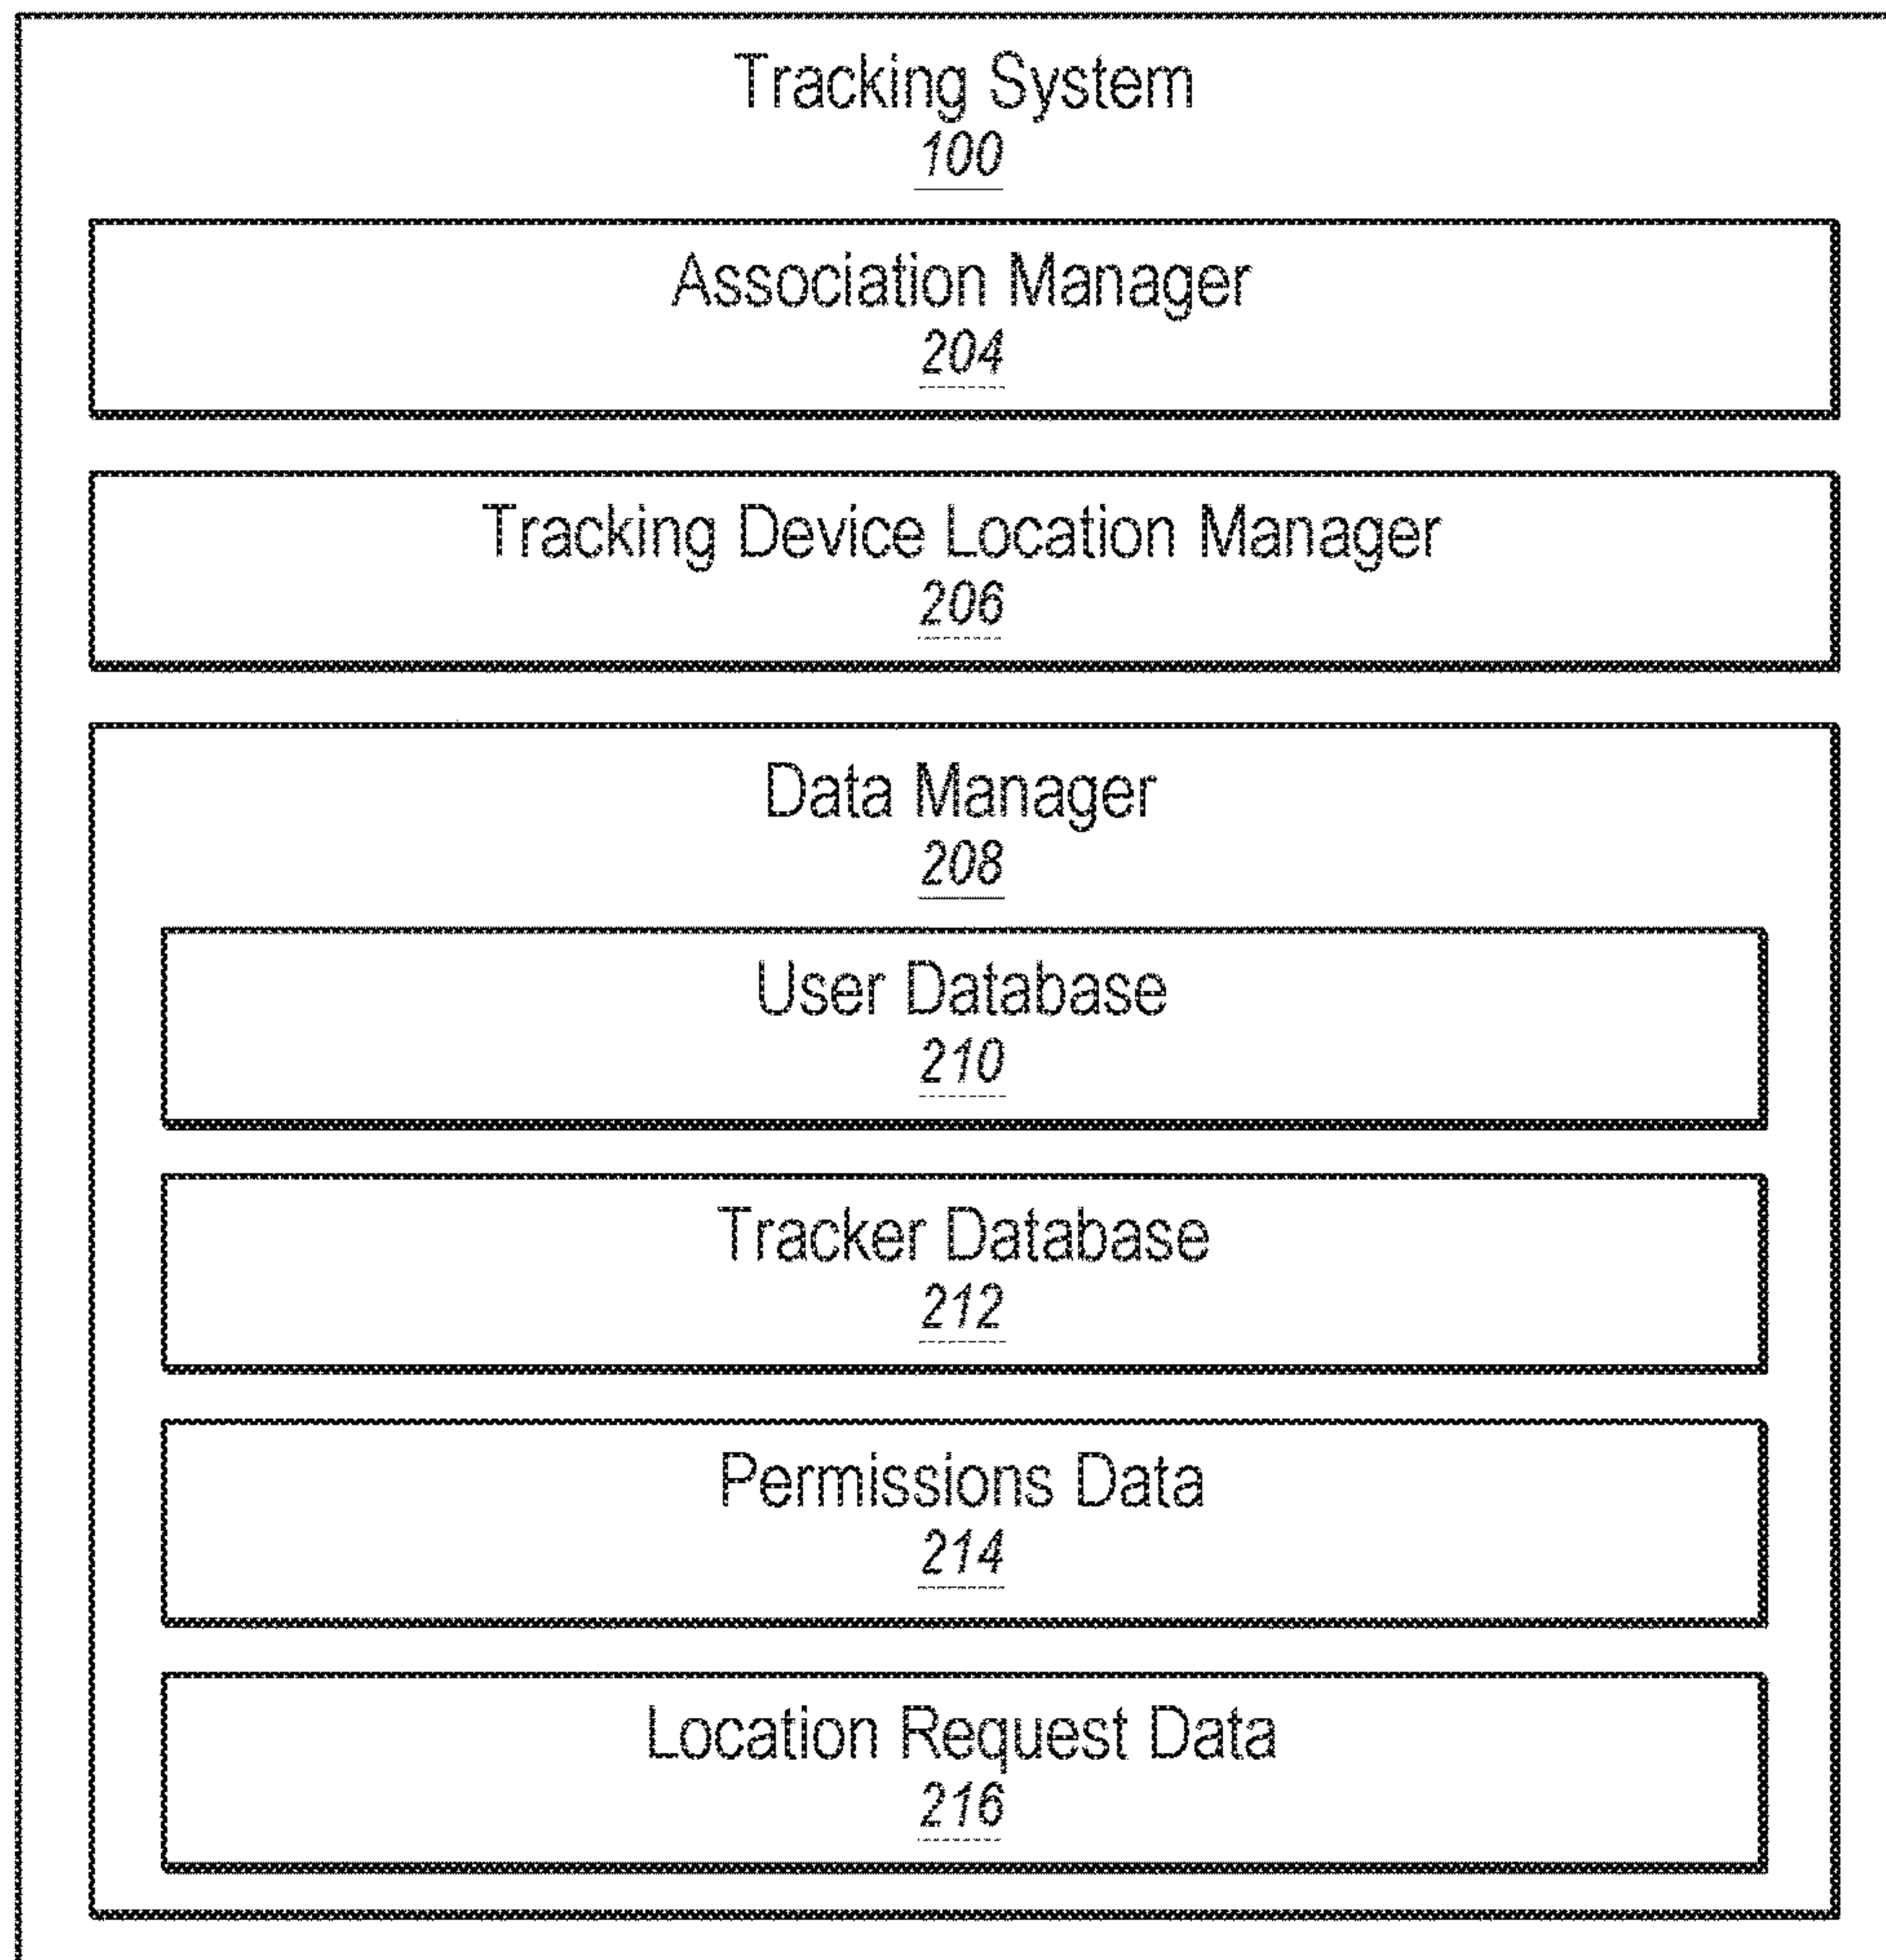 Tracking System
100
Association Manager
204
Tracking Device Location Manager
206
Data Manager
208
User Database
210
Tracker Database
212
Permissions Data
214
Location Request Data
216